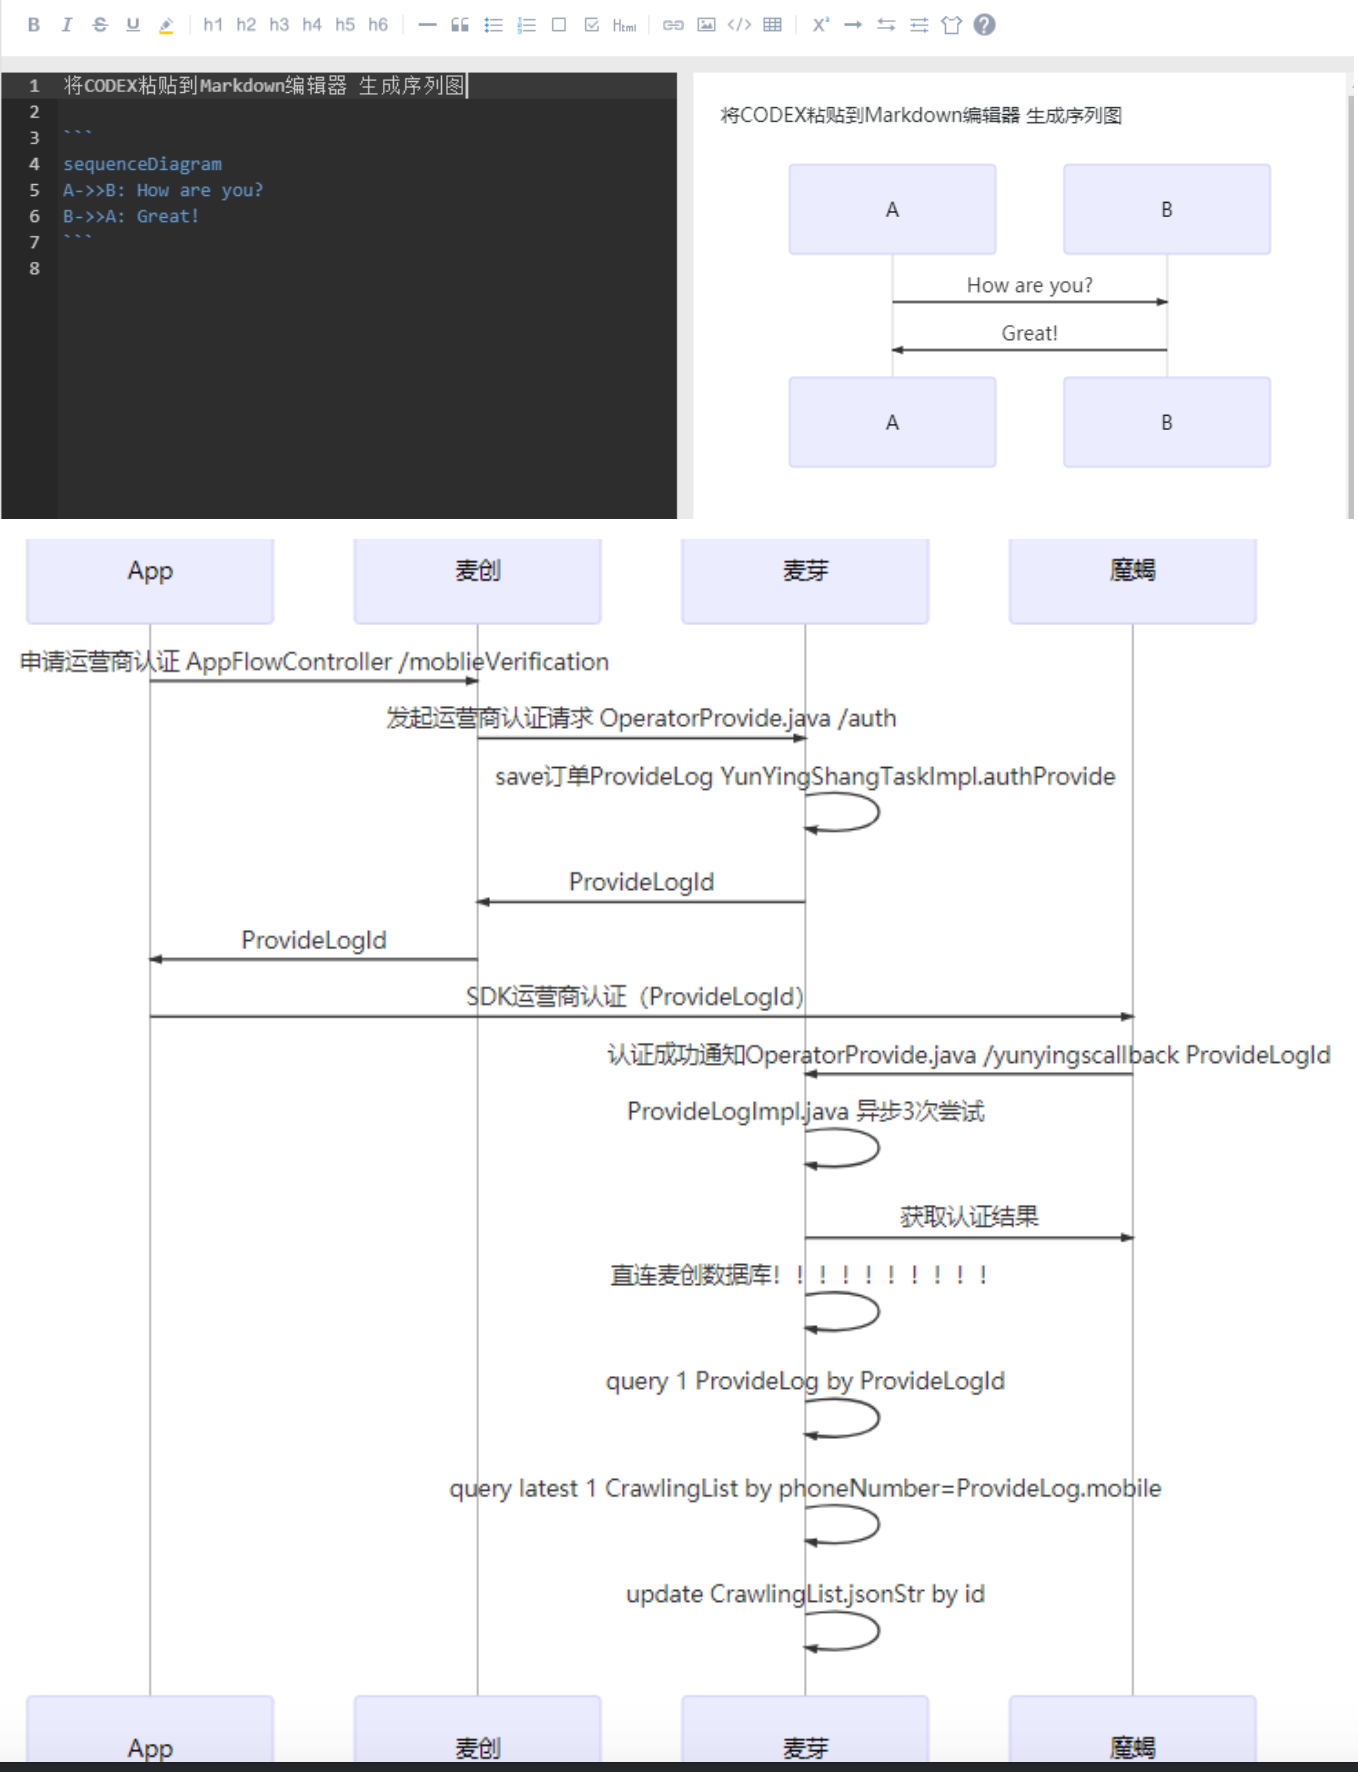 B I S U h1 h2 h3 h4 h5 h6 Html </> X² ?
1 将CODEX粘贴到Markdown编辑器 生成序列图
2
3 ```
4 sequenceDiagram
5 A->>B: How are you?
6 B->>A: Great!
7 ```
8
将CODEX粘贴到Markdown编辑器 生成序列图
A B
How are you?
Great!
A B
App 麦创 麦芽 魔蝎
申请运营商认证 AppFlowController /moblieVerification
发起运营商认证请求 OperatorProvide.java /auth
save订单ProvideLog YunYingShangTaskImpl.authProvide
ProvideLogId
ProvideLogId
SDK运营商认证（ProvideLogId）
认证成功通知OperatorProvide.java /yunyingscallback ProvideLogId
ProvideLogImpl.java 异步3次尝试
获取认证结果
直连麦创数据库！！！！！！！！！！
query 1 ProvideLog by ProvideLogId
query latest 1 CrawlingList by phoneNumber=ProvideLog.mobile
update CrawlingList.jsonStr by id
App 麦创 麦芽 魔蝎